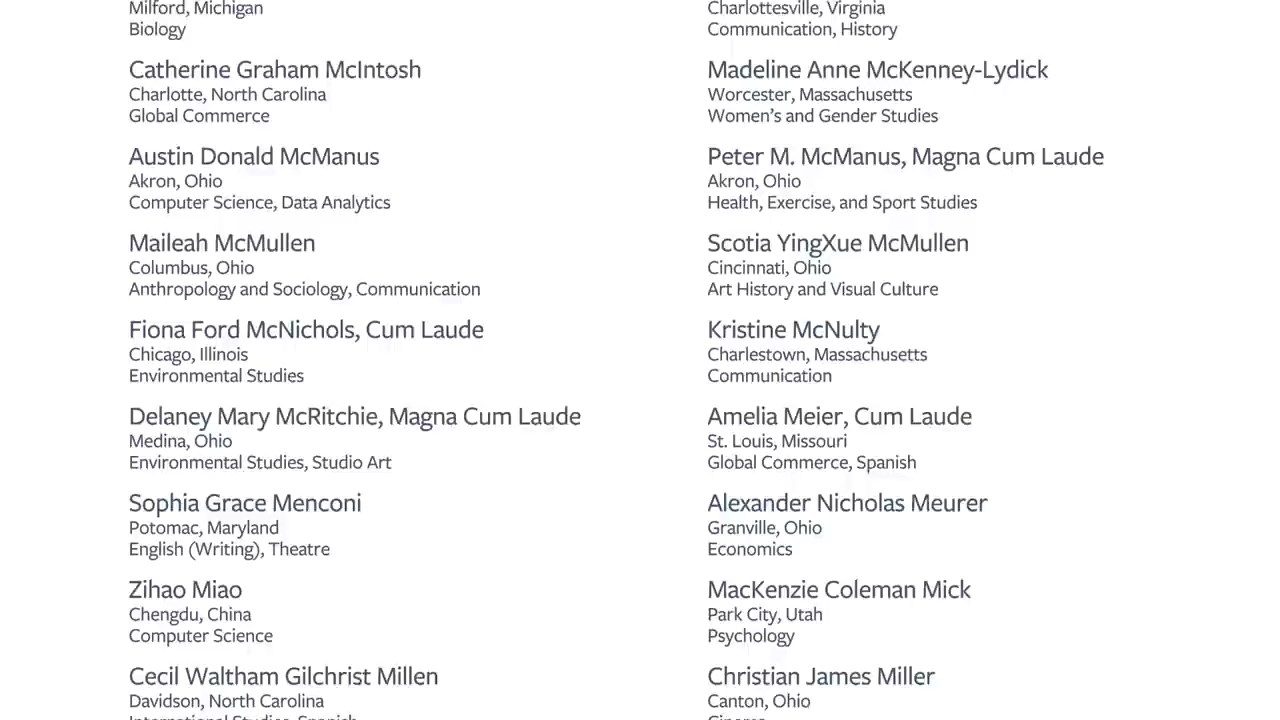 Milford, Michigan
Biology
Charlottesville, Virginia
Communication, History
Catherine Graham McIntosh
Charlotte, North Carolina
Global Commerce
Madeline Anne McKenney-Lydick
Worcester, Massachusetts
Women’s and Gender Studies
Austin Donald McManus
Akron, Ohio
Computer Science, Data Analytics
Peter M. McManus, Magna Cum Laude
Akron, Ohio
Health, Exercise, and Sport Studies
Maileah McMullen
Columbus, Ohio
Anthropology and Sociology, Communication
Scotia YingXue McMullen
Cincinnati, Ohio
Art History and Visual Culture
Fiona Ford McNichols, Cum Laude
Chicago, Illinois
Environmental Studies
Kristine McNulty
Charlestown, Massachusetts
Communication
Delaney Mary McRitchie, Magna Cum Laude
Medina, Ohio
Environmental Studies, Studio Art
Amelia Meier, Cum Laude
St. Louis, Missouri
Global Commerce, Spanish
Sophia Grace Menconi
Potomac, Maryland
English (Writing), Theatre
Alexander Nicholas Meurer
Granville, Ohio
Economics
Zihao Miao
Chengdu, China
Computer Science
MacKenzie Coleman Mick
Park City, Utah
Psychology
Cecil Waltham Gilchrist Millen
Davidson, North Carolina
International Studies, Spanish
Christian James Miller
Canton, Ohio
Cinema